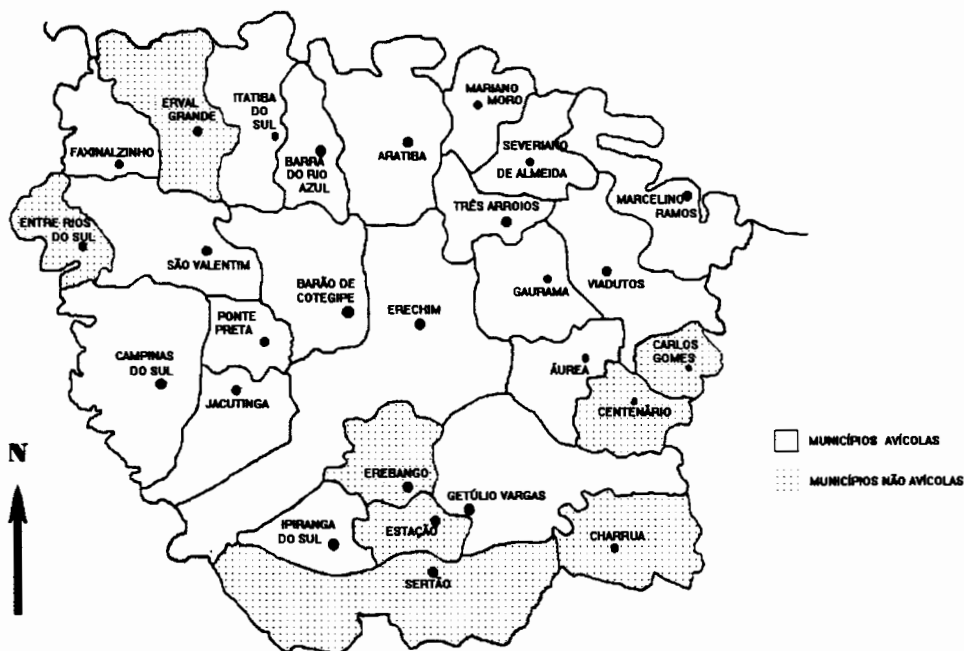 MARIANO
MORO
ERVAL
GRANDE
ITATIBA
DO
SUL
FAXINALZINHO
BARRA
DO RIO
AZUL
ARATIBA
SEVERIANO
DE ALMEIDA
TRÊS ARROIOS
MARCELINO
RAMOS
ENTRE RIOS
DO SUL
SÃO VALENTIM
BARÃO DE
COTEGIPE
ERECHIM
GAURAMA
VIADUTOS
PONTE
PRETA
CAMPINAS
DO SUL
JACUTINGA
ÃUREA
CARLOS
GOMES
CENTENÁRIO
N
EREBANGO
GETÚLIO VARGAS
IPIRANGA
DO SUL
ESTAÇÃO
CHARRUA
SERTÃO
MUNICÍPIOS AVÍCOLAS
MUNICÍPIOS NÃO AVÍCOLAS